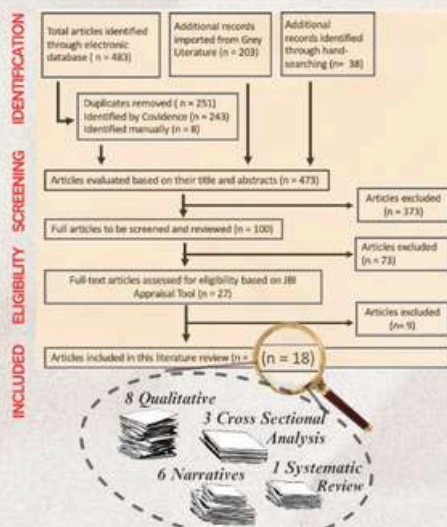 IDENTIFICATION
Total articles identified
through electronic
database ( n = 483)
Additional records
imported from Grey
Literature (n = 203)
Additional
records identified
through hand-
searching (n= 38)
Duplicates removed ( n = 251)
Identified by Covidence (n = 243)
Identified manually (n = 8)
SCREENING
Articles evaluated based on their title and abstracts (n = 473)
Articles excluded
(n = 373)
Full articles to be screened and reviewed (n = 100)
Articles excluded
(n = 73)
ELIGIBILITY
Full-text articles assessed for eligibility based on JBI
Appraisal Tool (n = 27)
Articles excluded
(n= 9)
INCLUDED
Articles included in this literature review (n =
(n = 18)
8 Qualitative
3 Cross Sectional
Analysis
6 Narratives
1 Systematic
Review